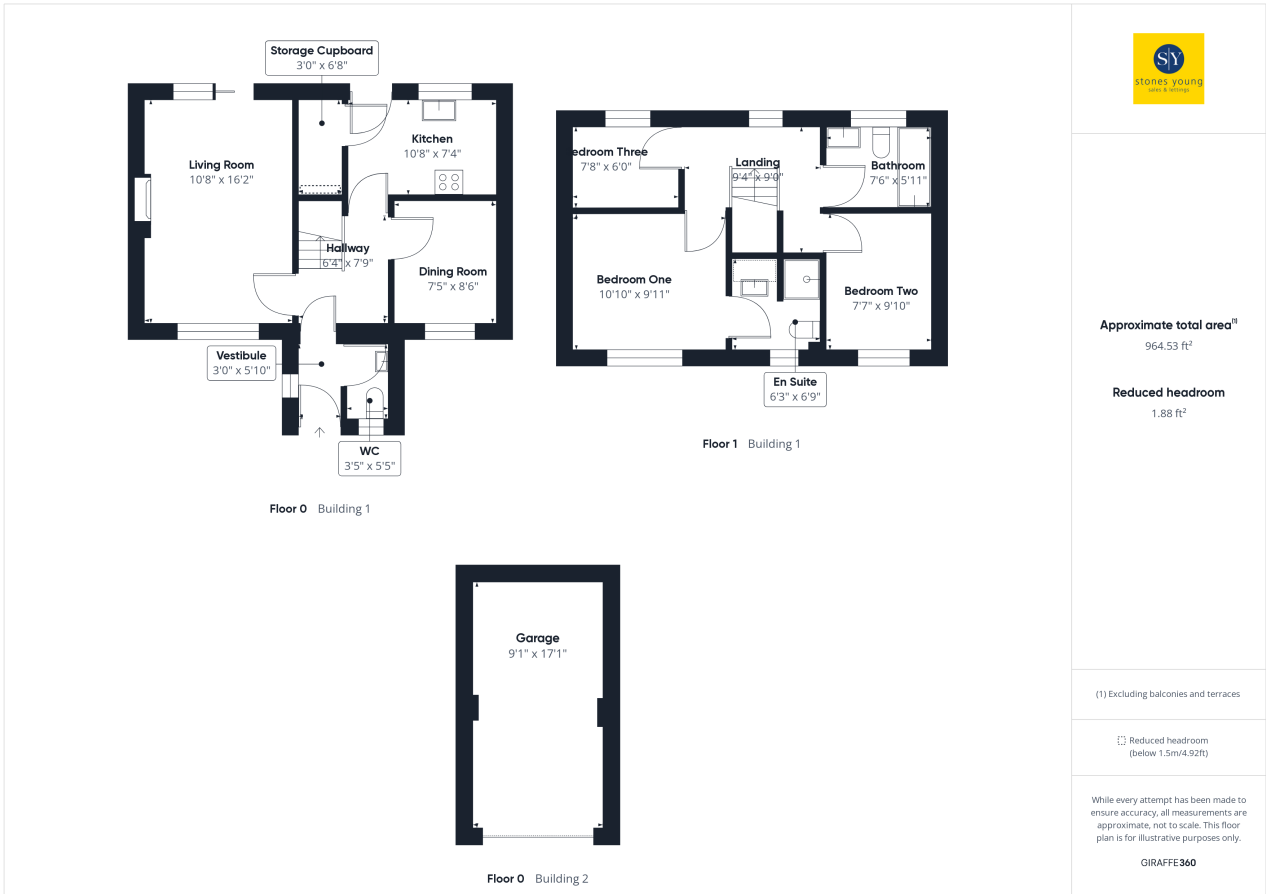 Storage Cupboard
3'0" x 6'8"
Kitchen
10'8" x 7'4"
Living Room
10'8" x 16'2"
Hallway
6'4" x 7'9"
Dining Room
7'5" x 8'6"
Vestibule
3'0" x 5'10"
WC
3'5" x 5'5"
Floor 0 Building 1
edroom Three
7'8" x 6'0"
Landing
9'4" x 9'0"
Bathroom
7'6" x 5'11"
Bedroom One
10'10" x 9'11"
Bedroom Two
7'7" x 9'10"
En Suite
6'3" x 6'9"
Floor 1 Building 1
Garage
9'1" x 17'1"
Floor 0 Building 2
S|Y
stones young
sales & lettings
Approximate total area(1)
964.53 ft²
Reduced headroom
1.88 ft²
(1) Excluding balconies and terraces
Reduced headroom
(below 1.5m/4.92ft)
While every attempt has been made to
ensure accuracy, all measurements are
approximate, not to scale. This floor
plan is for illustrative purposes only.
GIRAFFE360